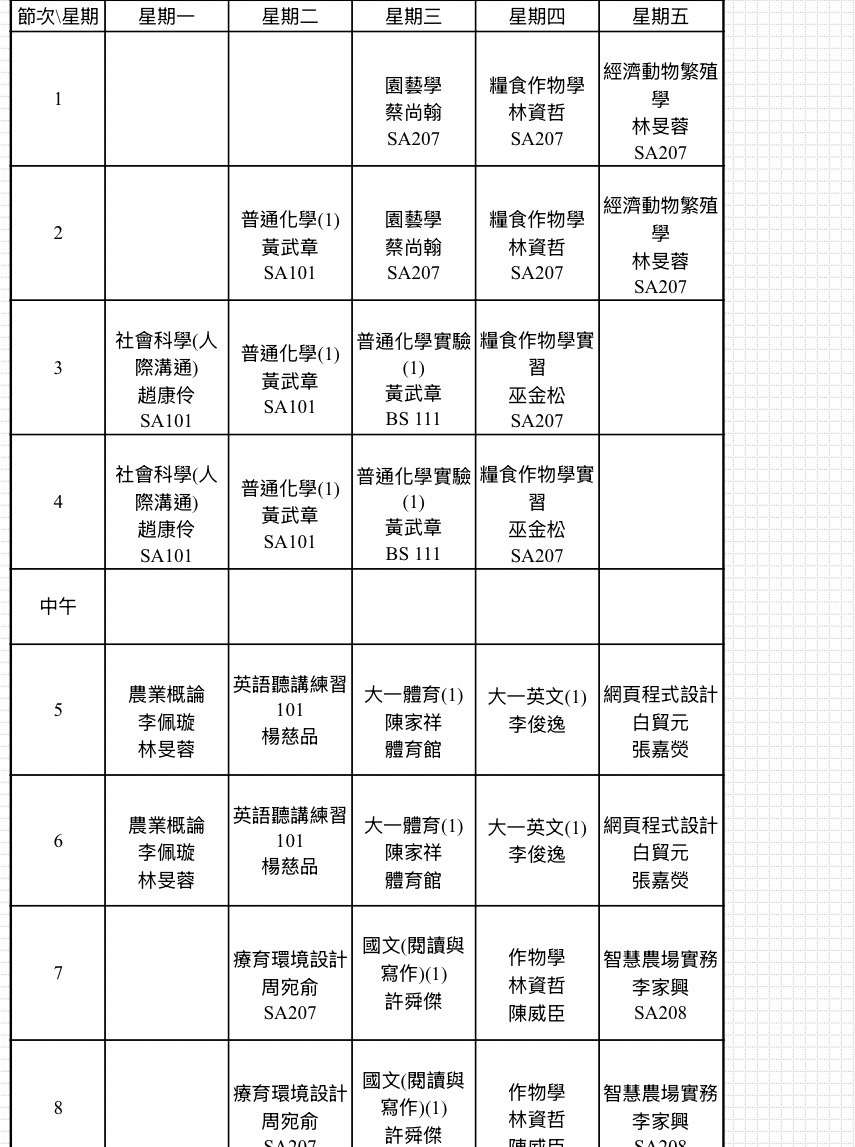 節次\星期 星期一 星期二 星期三 星期四 星期五
1
園藝學
蔡尚翰
SA207
糧食作物學
林資哲
SA207
經濟動物繁殖
學
林旻蓉
SA207
2
普通化學(1)
黃武章
SA101
園藝學
蔡尚翰
SA207
糧食作物學
林資哲
SA207
經濟動物繁殖
學
林旻蓉
SA207
3
社會科學(人
際溝通)
趙康伶
SA101
普通化學(1)
黃武章
SA101
普通化學實驗
(1)
黃武章
BS 111
糧食作物學實
習
巫金松
SA207
4
社會科學(人
際溝通)
趙康伶
SA101
普通化學(1)
黃武章
SA101
普通化學實驗
(1)
黃武章
BS 111
糧食作物學實
習
巫金松
SA207
中午
5
農業概論
李佩璇
林旻蓉
英語聽講練習
101
楊慈品
大一體育(1)
陳家祥
體育館
大一英文(1)
李俊逸
網頁程式設計
白貿元
張嘉熒
6
農業概論
李佩璇
林旻蓉
英語聽講練習
101
楊慈品
大一體育(1)
陳家祥
體育館
大一英文(1)
李俊逸
網頁程式設計
白貿元
張嘉熒
7
療育環境設計
周宛俞
SA207
國文(閱讀與
寫作)(1)
許舜傑
作物學
林資哲
陳威臣
智慧農場實務
李家興
SA208
8
療育環境設計
周宛俞
SA207
國文(閱讀與
寫作)(1)
許舜傑
作物學
林資哲
陳威臣
智慧農場實務
李家興
SA208